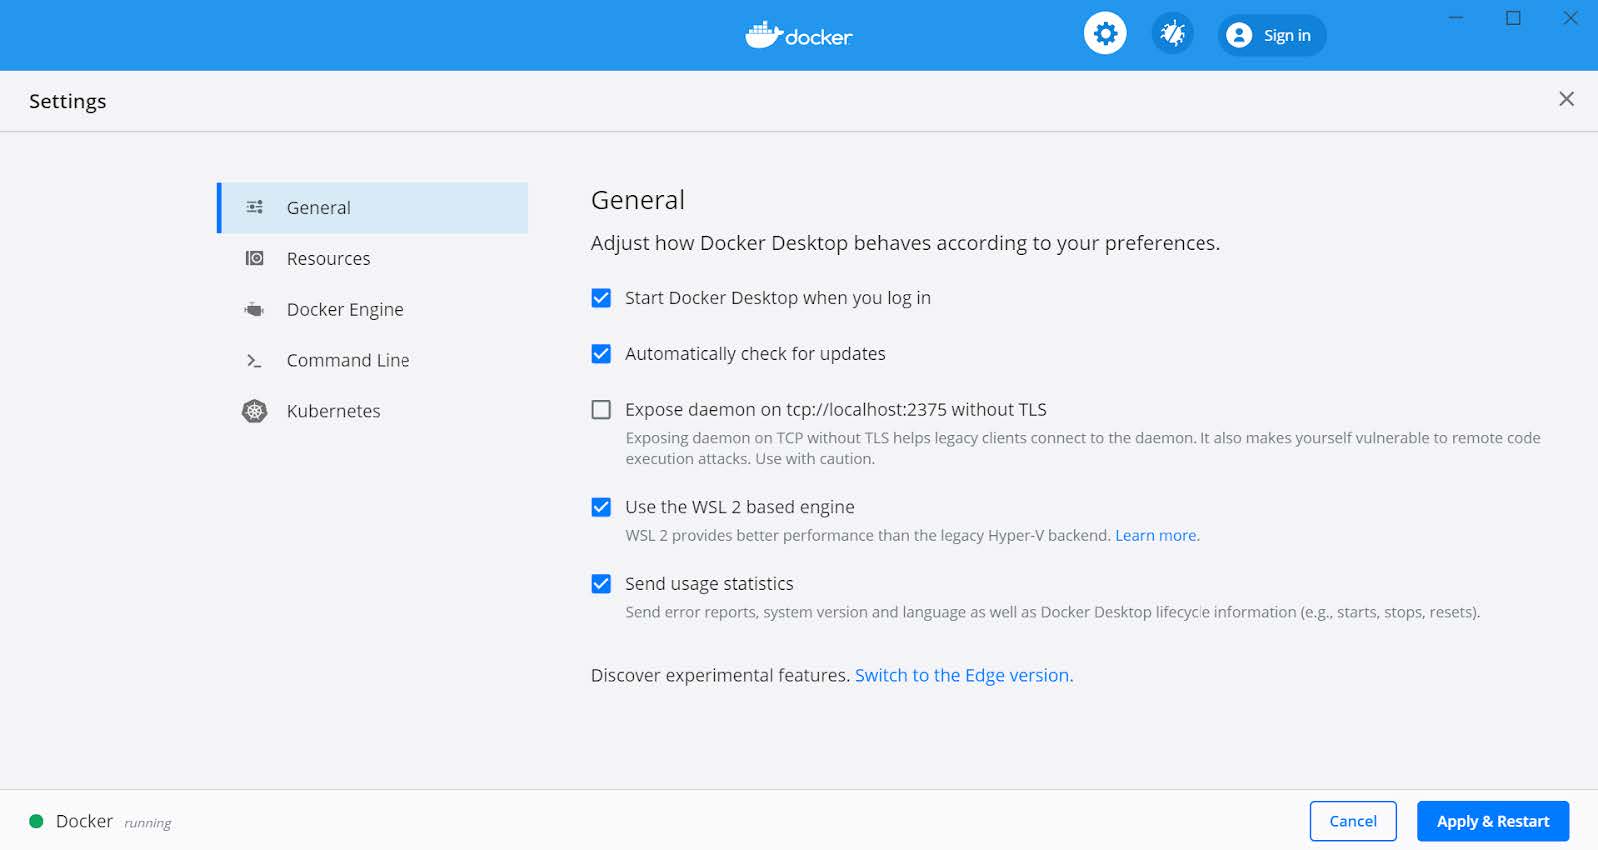 docker
Sign in
Settings
General
Resources
Docker Engine
Command Line
Kubernetes
General
Adjust how Docker Desktop behaves according to your preferences.
Start Docker Desktop when you log in
Automatically check for updates
Expose daemon on tcp://localhost:2375 without TLS
Exposing daemon on TCP without TLS helps legacy clients connect to the daemon. It also makes yourself vulnerable to remote code
execution attacks. Use with caution.
Use the WSL 2 based engine
WSL 2 provides better performance than the legacy Hyper-V backend. Learn more.
Send usage statistics
Send error reports, system version and language as well as Docker Desktop lifecycle information (e.g., starts, stops, resets).
Discover experimental features. Switch to the Edge version.
Docker running
Cancel
Apply & Restart